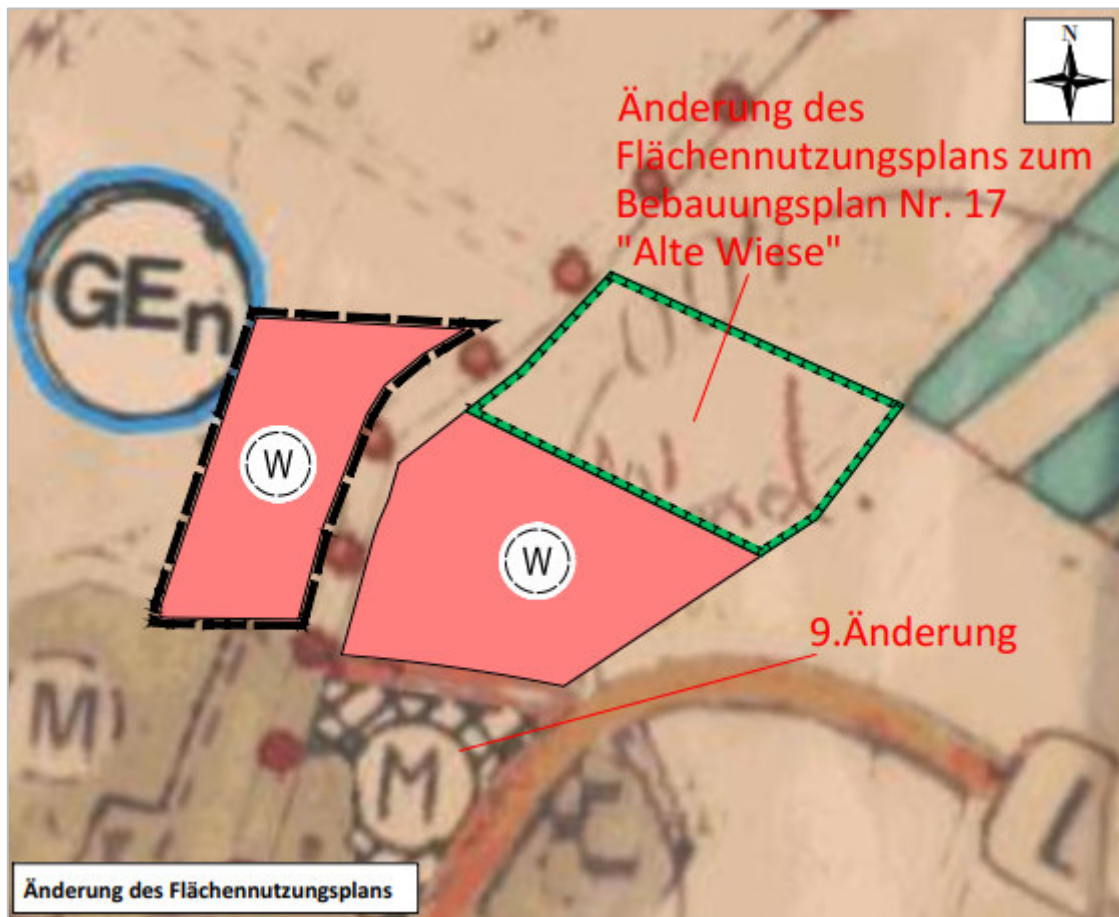 N
Änderung des
Flächennutzungsplans zum
Bebauungsplan Nr. 17
"Alte Wiese"
GEn
W
W
9.Änderung
M
M
L
Änderung des Flächennutzungsplans